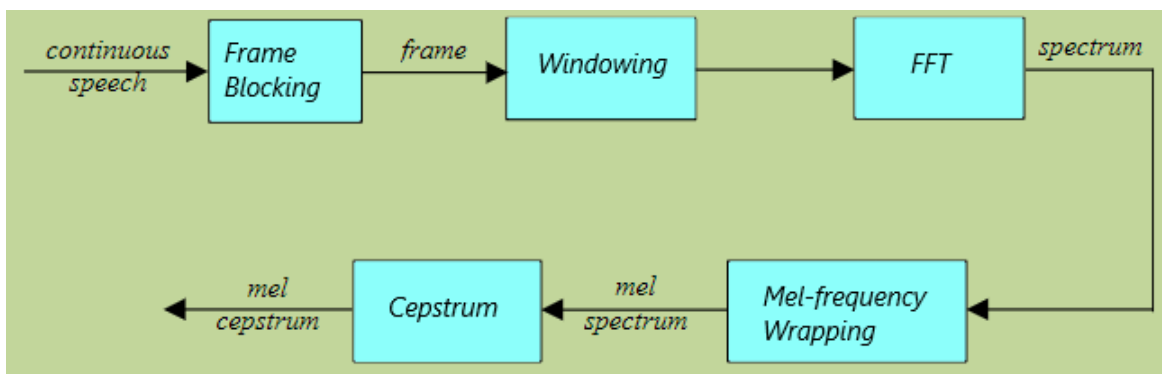 continuous
speech
Frame
Blocking
frame
Windowing
FFT
spectrum
mel
cepstrum
Cepstrum
mel
spectrum
Mel-frequency
Wrapping